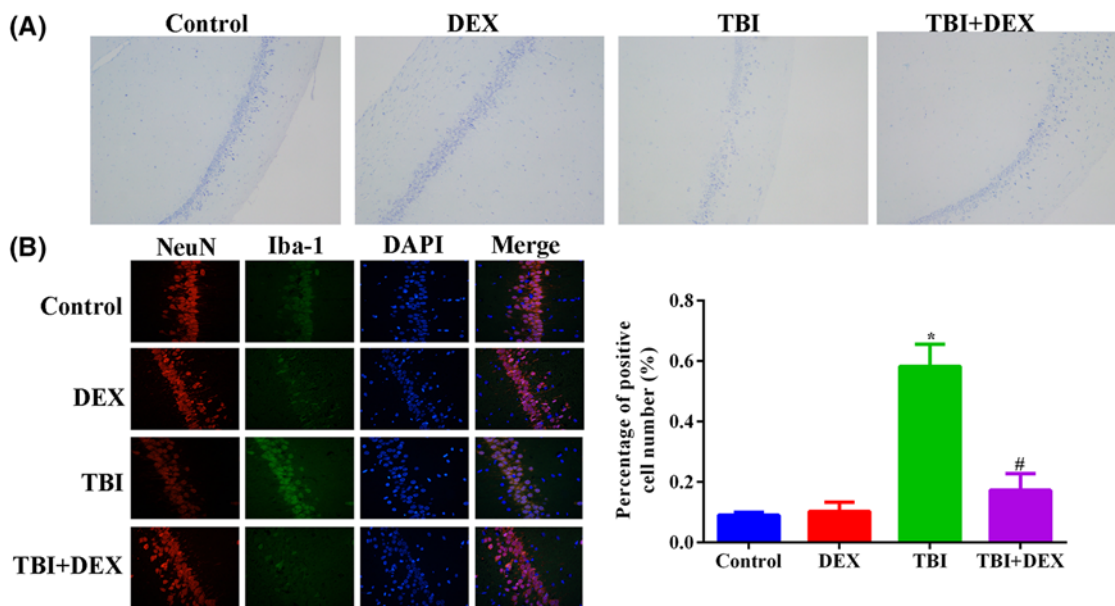 (A)
Control DEX TBI TBI+DEX
(B)
NeuN Iba-1 DAPI Merge
Control
DEX
TBI
TBI+DEX
Percentage of positive
cell number (%)
0.8
0.6
0.4
0.2
0.0
*
#
Control DEX TBI TBI+DEX